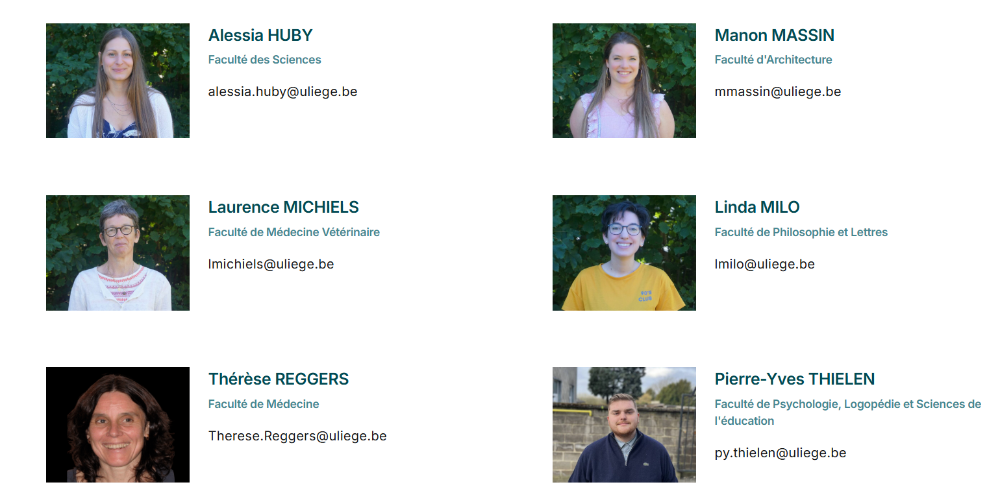 Alessia HUBY
Faculté des Sciences
alessia.huby@uliege.be
Manon MASSIN
Faculté d'Architecture
mmassin@uliege.be
Laurence MICHIELS
Faculté de Médecine Vétérinaire
lmichiels@uliege.be
Linda MILO
Faculté de Philosophie et Lettres
lmilo@uliege.be
90'S
CLUB
Thérèse REGGERS
Faculté de Médecine
Therese.Reggers@uliege.be
Pierre-Yves THIELEN
Faculté de Psychologie, Logopédie et Sciences de
l'éducation
py.thielen@uliege.be